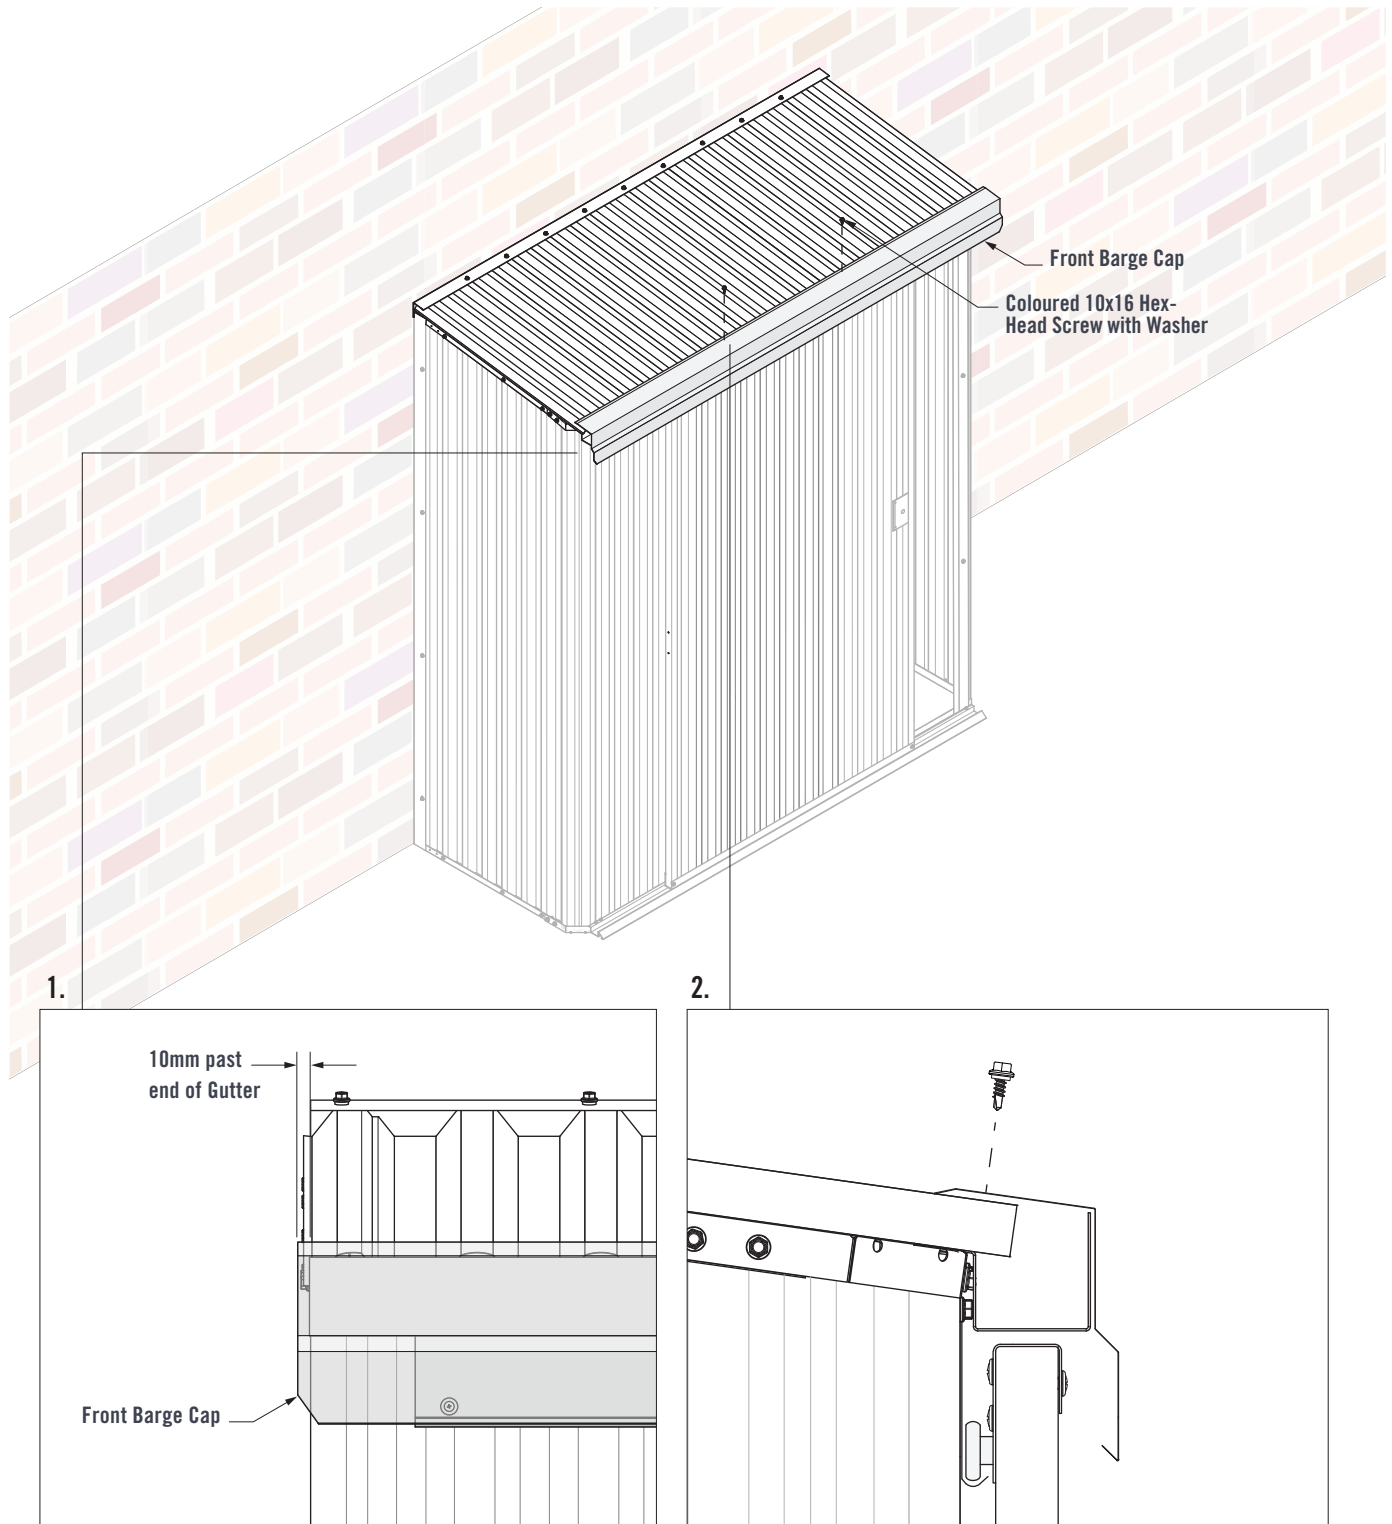 Front Barge Cap
Coloured 10x16 Hex-
Head Screw with Washer
1.
2.
10mm past
end of Gutter
Front Barge Cap